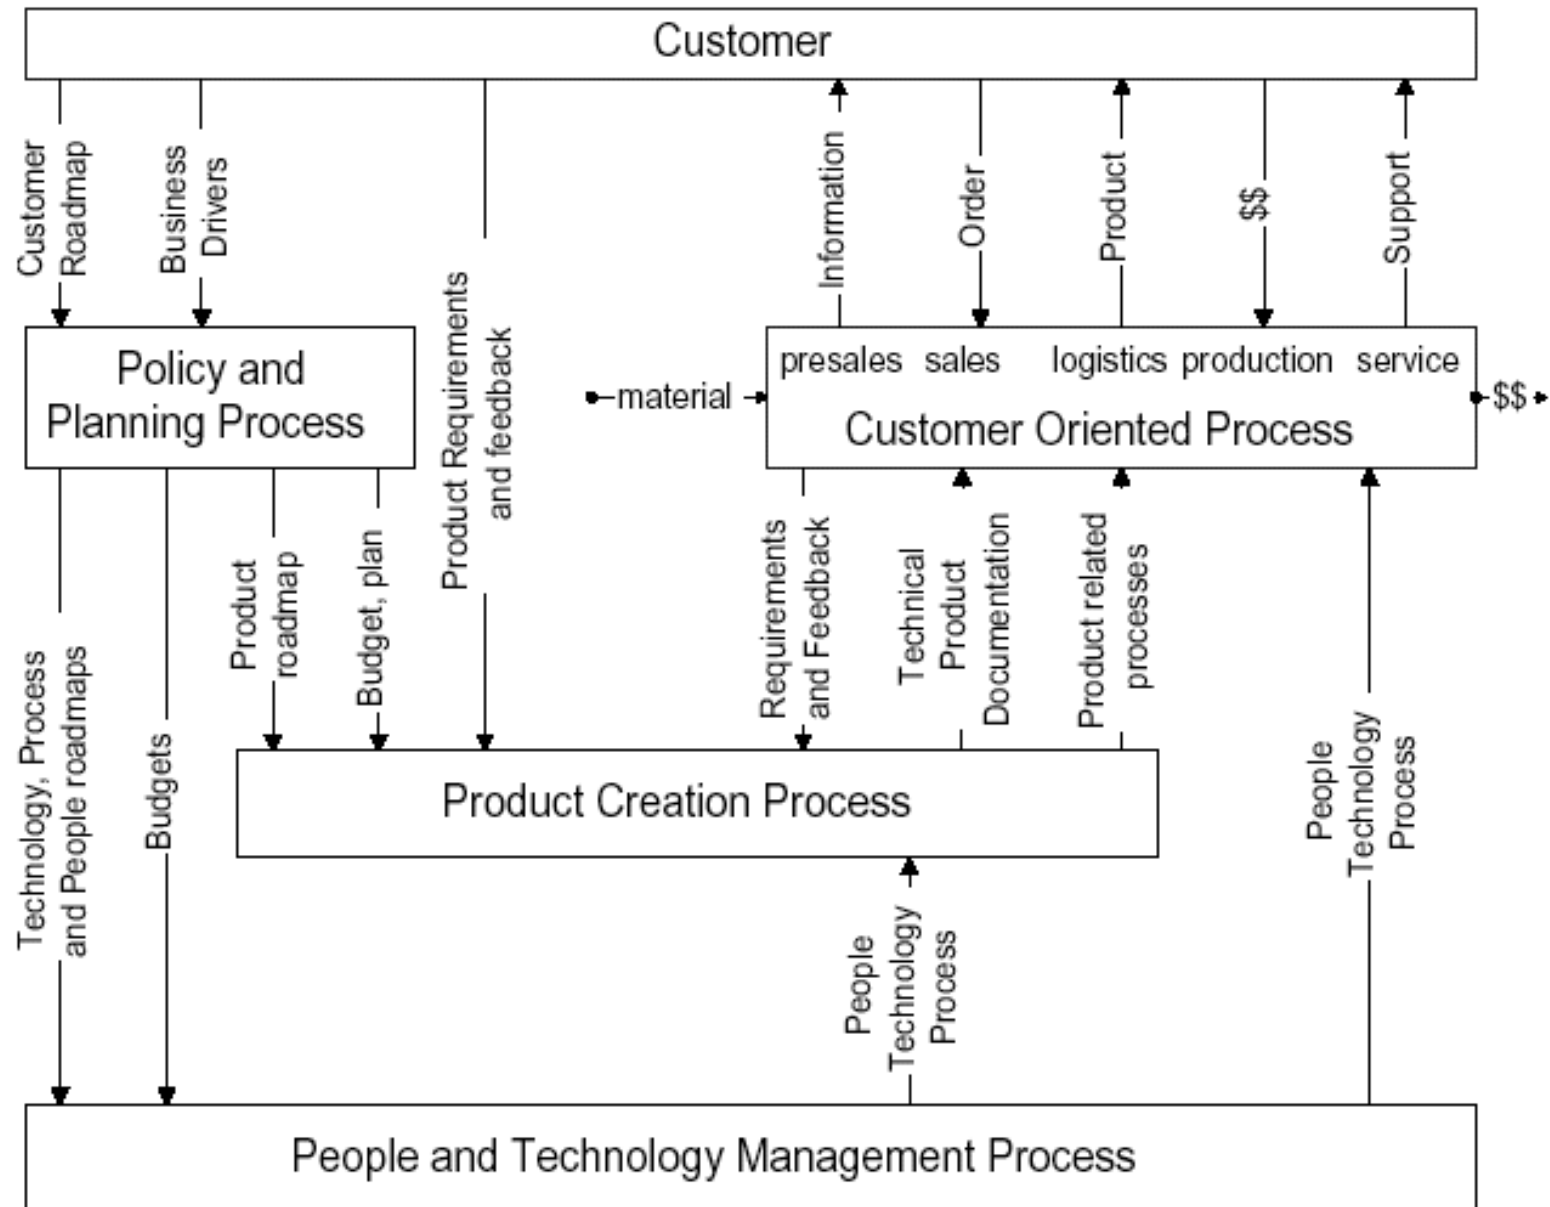 Customer
Customer
Roadmap
Business
Drivers
Product Requirements
and feedback
Information
Order
Product
$$
Support
Policy and
Planning Process
presales sales logistics production service
material
Customer Oriented Process
$$
Technology, Process
and People roadmaps
Budgets
Product
roadmap
Budget, plan
Requirements
and Feedback
Technical
Product
Documentation
Product related
processes
People
Technology
Process
Product Creation Process
People
Technology
Process
People and Technology Management Process